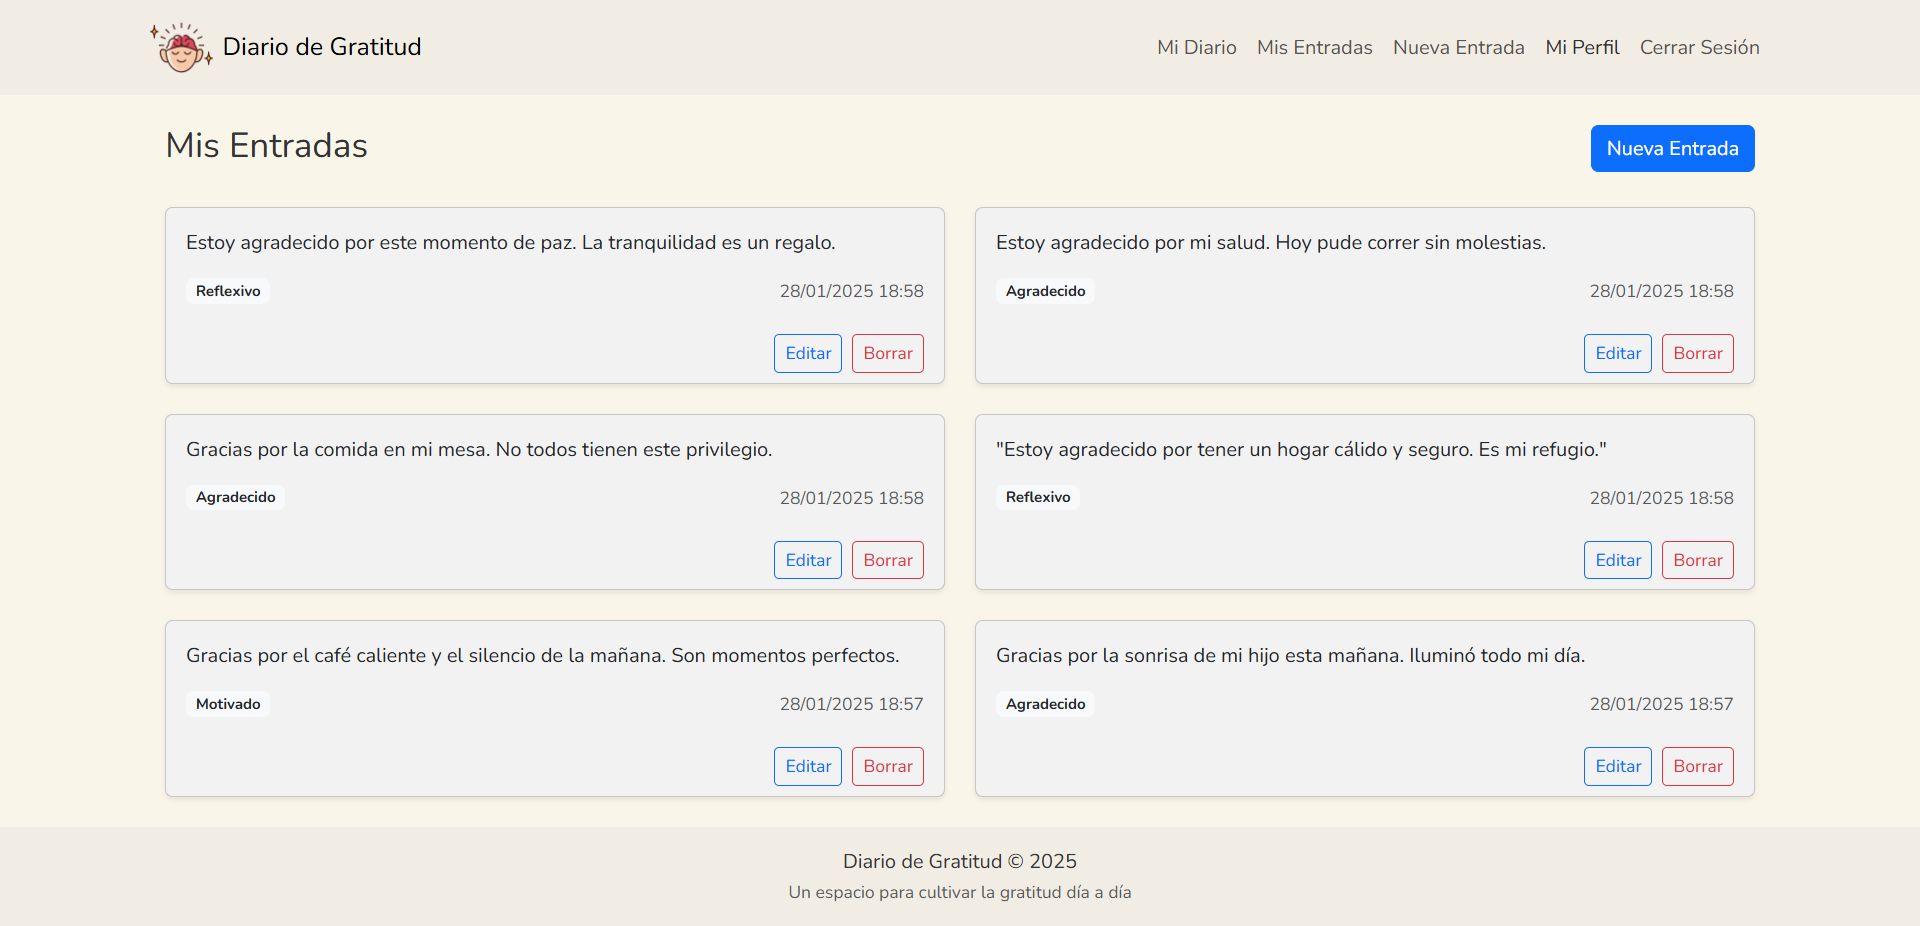 Diario de Gratitud
Mi Diario
Mis Entradas
Nueva Entrada
Mi Perfil
Cerrar Sesión
Mis Entradas
Nueva Entrada
Estoy agradecido por este momento de paz. La tranquilidad es un regalo.
Reflexivo
28/01/2025 18:58
Editar
Borrar
Estoy agradecido por mi salud. Hoy pude correr sin molestias.
Agradecido
28/01/2025 18:58
Editar
Borrar
Gracias por la comida en mi mesa. No todos tienen este privilegio.
Agradecido
28/01/2025 18:58
Editar
Borrar
"Estoy agradecido por tener un hogar cálido y seguro. Es mi refugio."
Reflexivo
28/01/2025 18:58
Editar
Borrar
Gracias por el café caliente y el silencio de la mañana. Son momentos perfectos.
Motivado
28/01/2025 18:57
Editar
Borrar
Gracias por la sonrisa de mi hijo esta mañana. Iluminó todo mi día.
Agradecido
28/01/2025 18:57
Editar
Borrar
Diario de Gratitud © 2025
Un espacio para cultivar la gratitud día a día